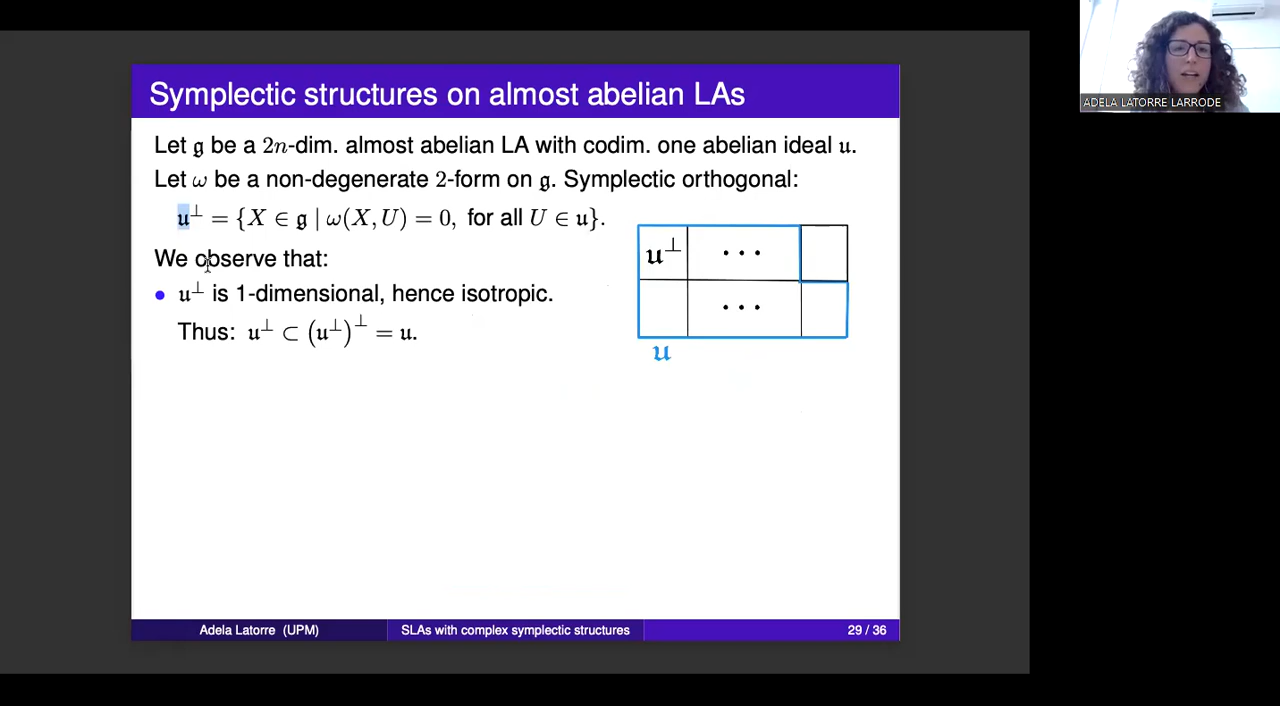 ADELA LATORRE LARRODE
Symplectic structures on almost abelian LAs
Let 𝔤 be a 2n-dim. almost abelian LA with codim. one abelian ideal 𝔲.
Let ω be a non-degenerate 2-form on 𝔤. Symplectic orthogonal:
𝔲⊥ = {X ∈ 𝔤 | ω(X, U) = 0, for all U ∈ 𝔲}.
We observe that:
• 𝔲⊥ is 1-dimensional, hence isotropic.
Thus: 𝔲⊥ ⊂ (𝔲⊥)⊥ = 𝔲.
𝔲⊥ ···
···
𝔲
Adela Latorre (UPM) SLAs with complex symplectic structures 29 / 36